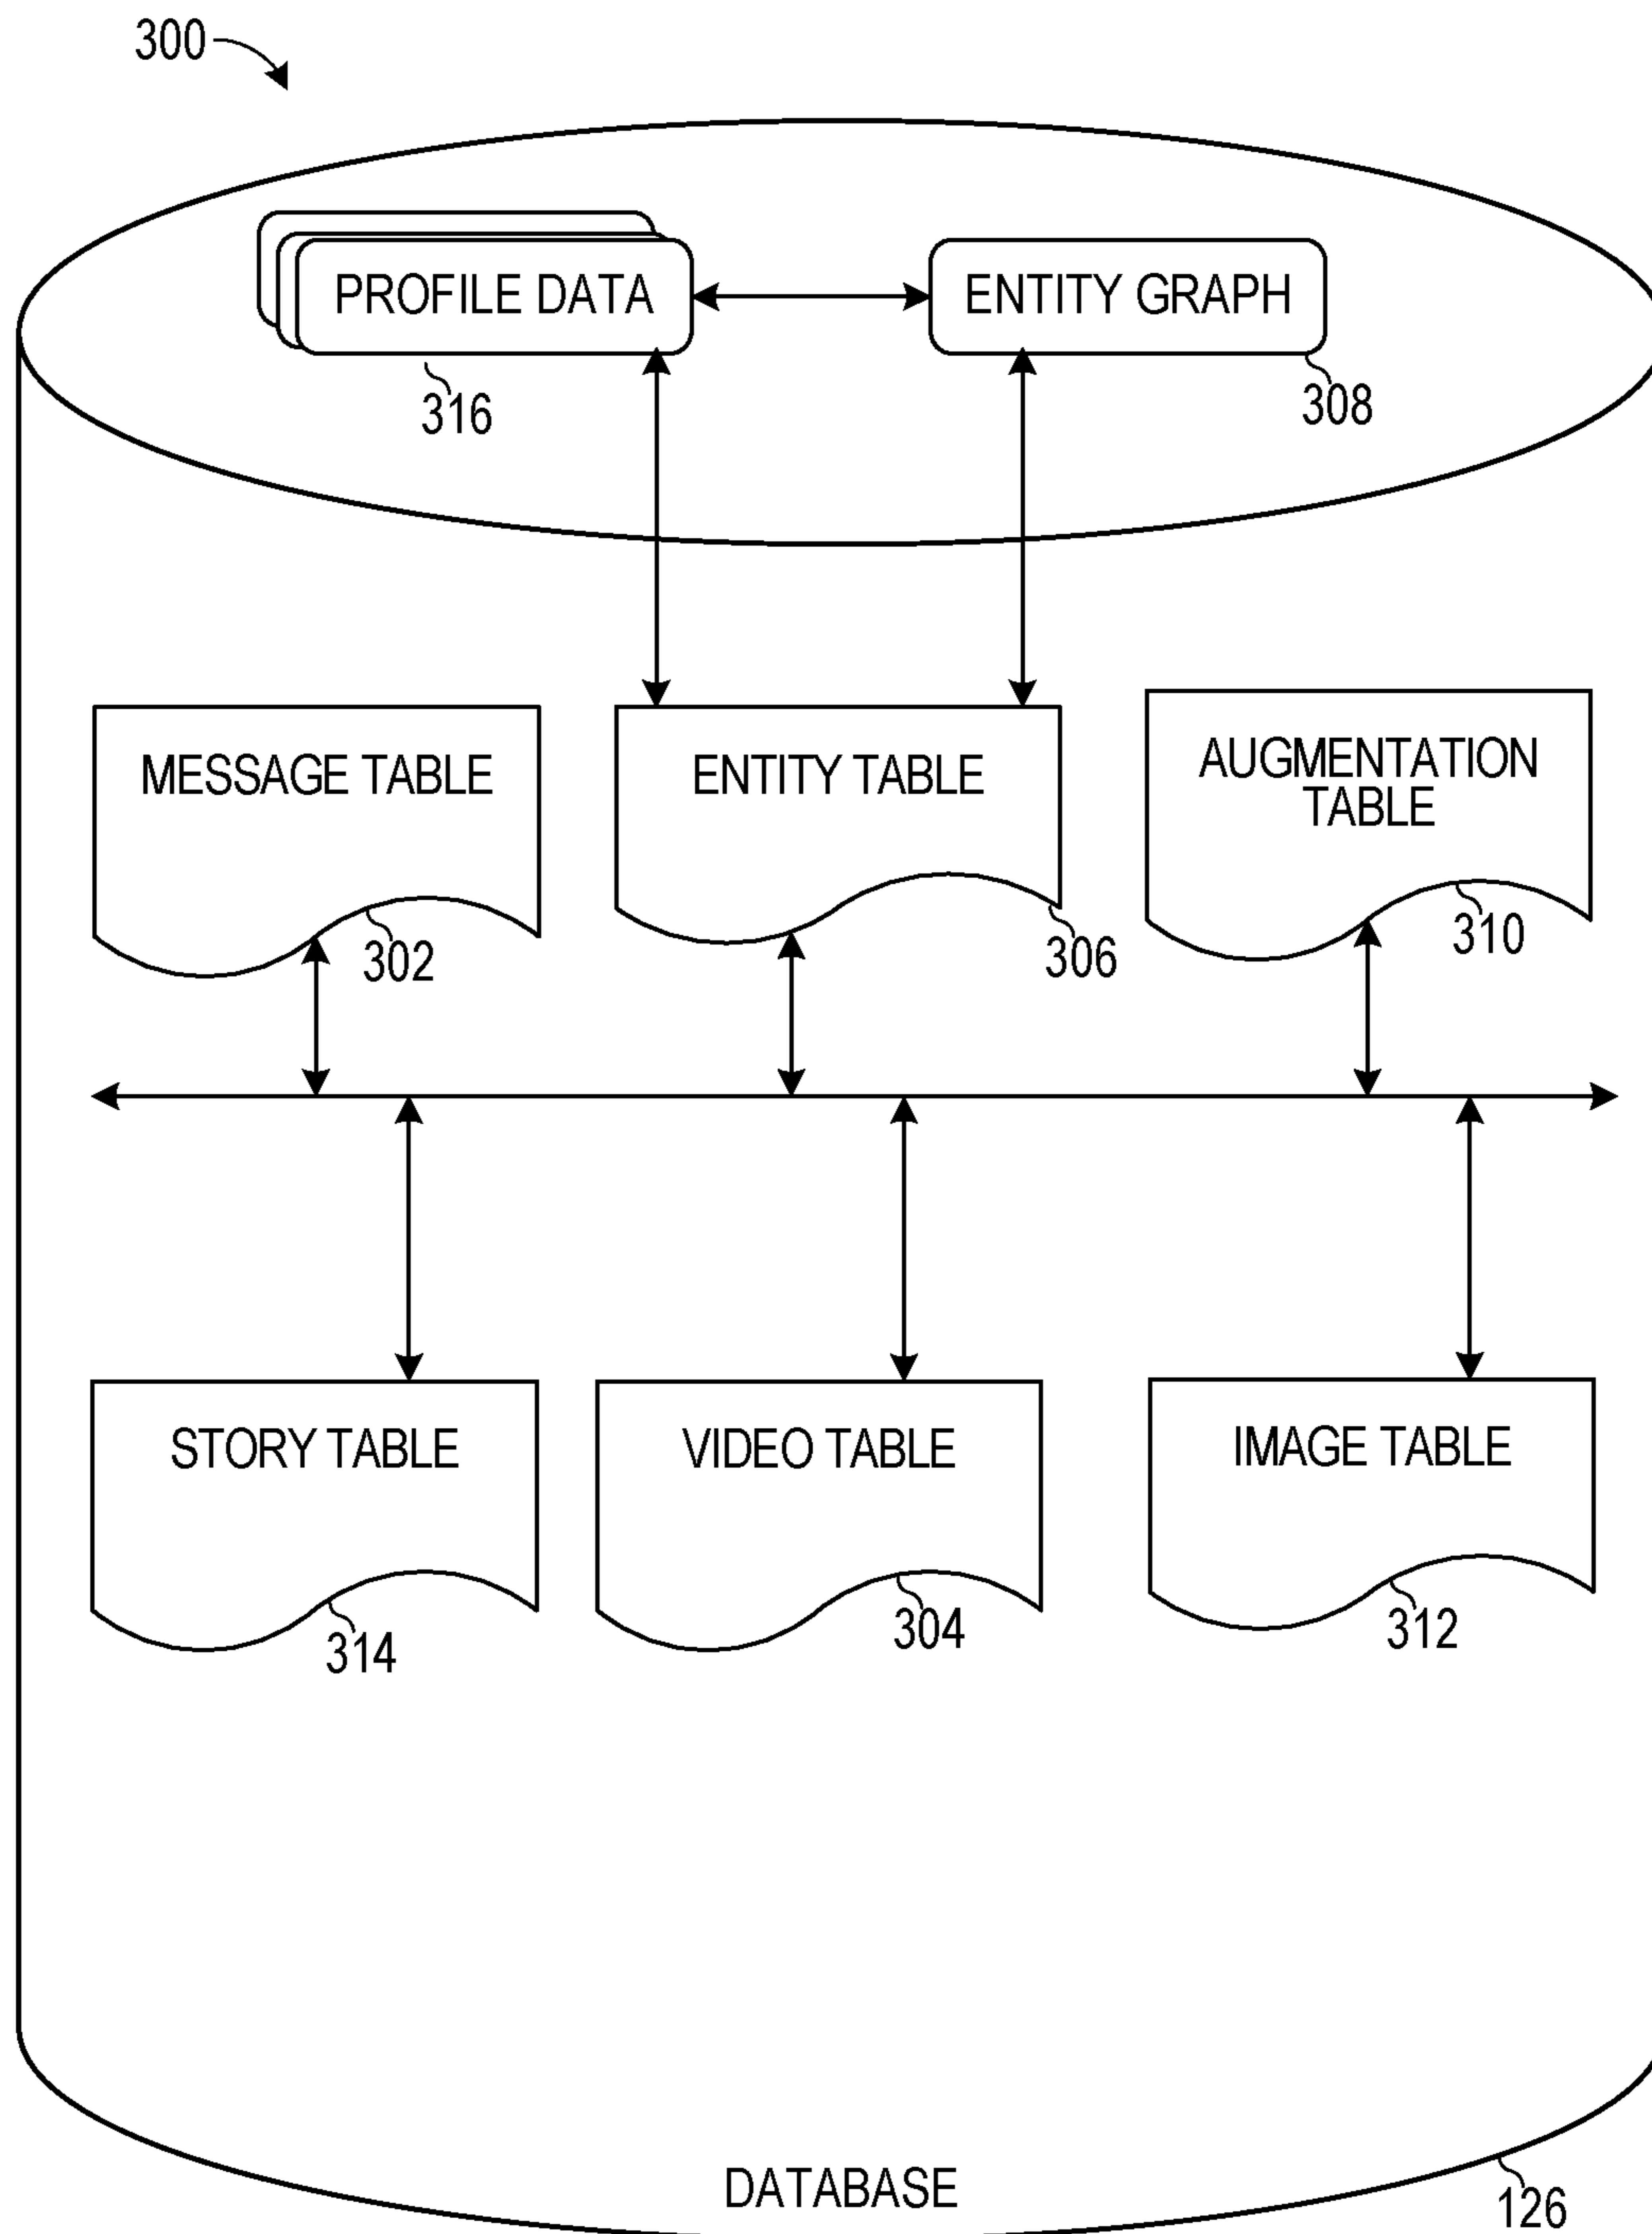 300
PROFILE DATA
ENTITY GRAPH
316
308
MESSAGE TABLE
ENTITY TABLE
AUGMENTATION
TABLE
302
306
310
STORY TABLE
VIDEO TABLE
IMAGE TABLE
314
304
312
DATABASE
126